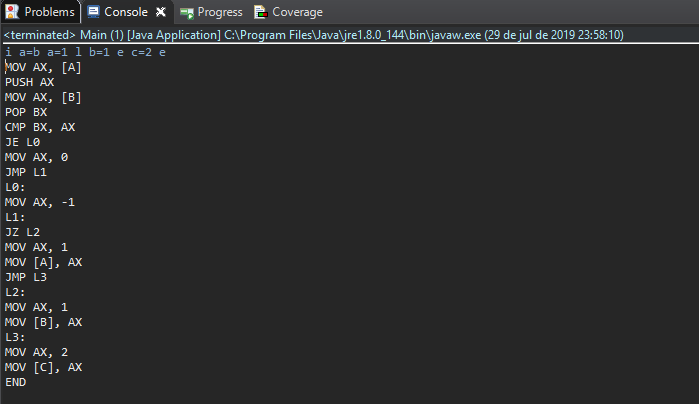 Problems Console Progress Coverage
<terminated> Main (1) [Java Application] C:\Program Files\Java\jre1.8.0_144\bin\javaw.exe (29 de jul de 2019 23:58:10)
i a=b a=1 l b=1 e c=2 e
MOV AX, [A]
PUSH AX
MOV AX, [B]
POP BX
CMP BX, AX
JE L0
MOV AX, 0
JMP L1
L0:
MOV AX, -1
L1:
JZ L2
MOV AX, 1
MOV [A], AX
JMP L3
L2:
MOV AX, 1
MOV [B], AX
L3:
MOV AX, 2
MOV [C], AX
END